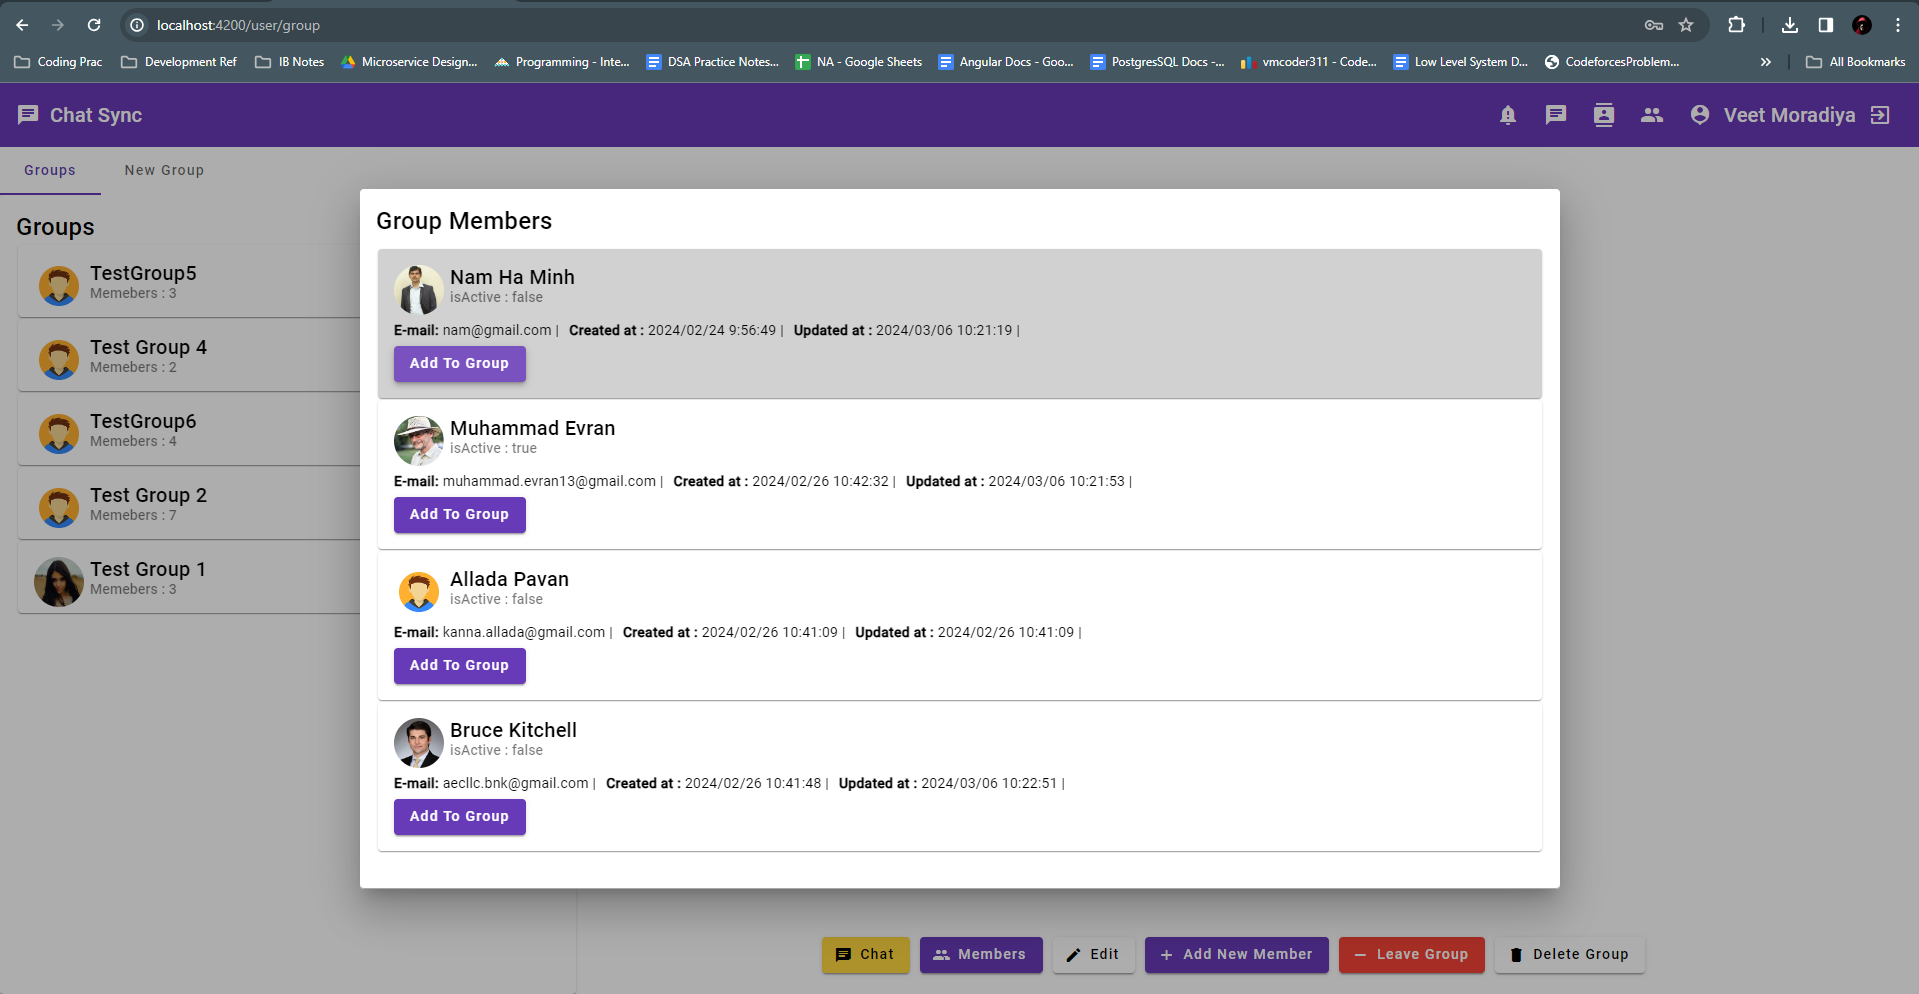 localhost:4200/user/group
Coding Prac
Development Ref
IB Notes
Microservice Design...
Programming - Inte...
DSA Practice Notes...
NA - Google Sheets
Angular Docs - Goo...
PostgresSQL Docs -...
vmcoder311 - Code...
Low Level System D...
CodeforcesProblem...
All Bookmarks
Chat Sync
Veet Moradiya
Groups
New Group
Groups
TestGroup5
Memebers : 3
Test Group 4
Memebers : 2
TestGroup6
Memebers : 4
Test Group 2
Memebers : 7
Test Group 1
Memebers : 3
Group Members
Nam Ha Minh
isActive : false
E-mail: nam@gmail.com | Created at : 2024/02/24 9:56:49 | Updated at : 2024/03/06 10:21:19 |
Add To Group
Muhammad Evran
isActive : true
E-mail: muhammad.evran13@gmail.com | Created at : 2024/02/26 10:42:32 | Updated at : 2024/03/06 10:21:53 |
Add To Group
Allada Pavan
isActive : false
E-mail: kanna.allada@gmail.com | Created at : 2024/02/26 10:41:09 | Updated at : 2024/02/26 10:41:09 |
Add To Group
Bruce Kitchell
isActive : false
E-mail: aecllc.bnk@gmail.com | Created at : 2024/02/26 10:41:48 | Updated at : 2024/03/06 10:22:51 |
Add To Group
Chat
Members
Edit
Add New Member
Leave Group
Delete Group